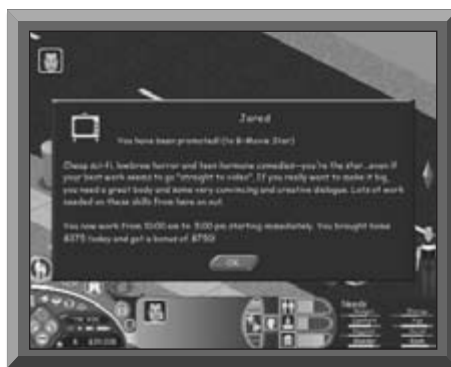 Jared
You have been promoted! (to B-Movie Star)
Cheap sci-fi, lowbrow horror and teen hormone comedies--you're the star...even if
your best work seems to go "straight to video". If you really want to make it big,
you need a great body and some very convincing and creative dialogue. Lots of work
needed on these skills from here on out.
You now work from 10:00 am to 5:00 pm starting immediately. You brought home
$375 today and got a bonus of $750!
OK
Needs